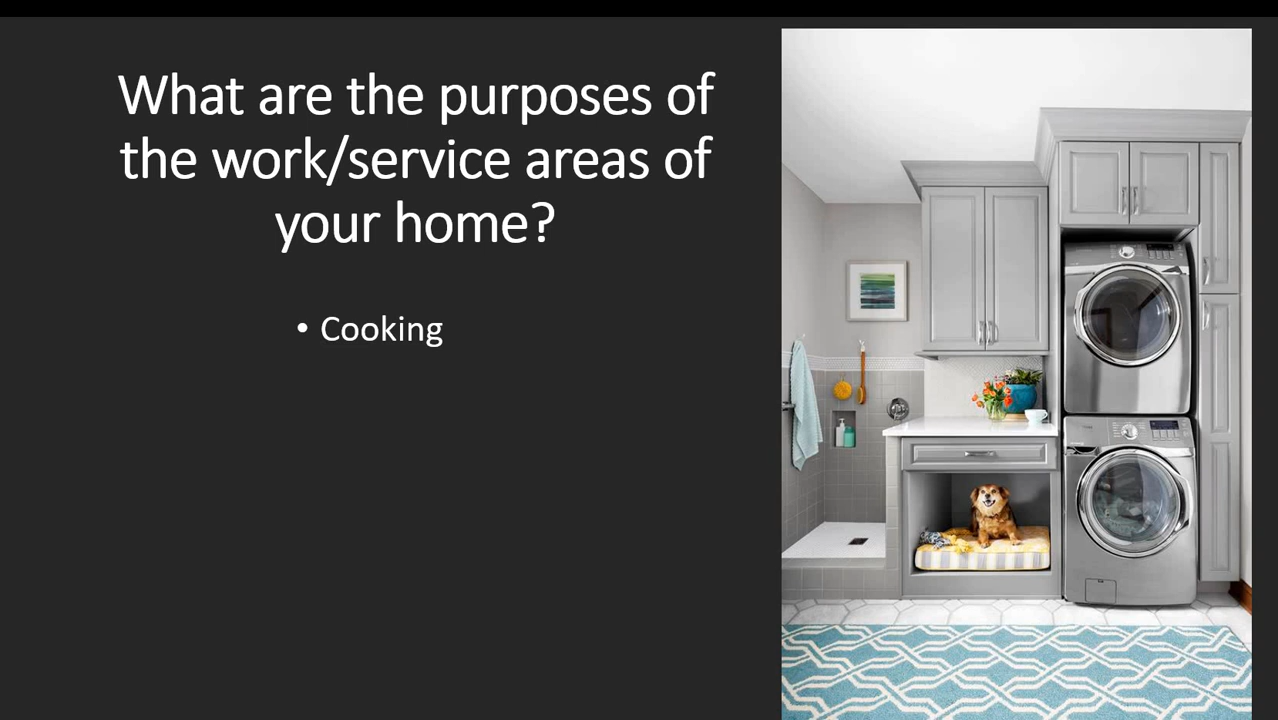 What are the purposes of
the work/service areas of
your home?
• Cooking